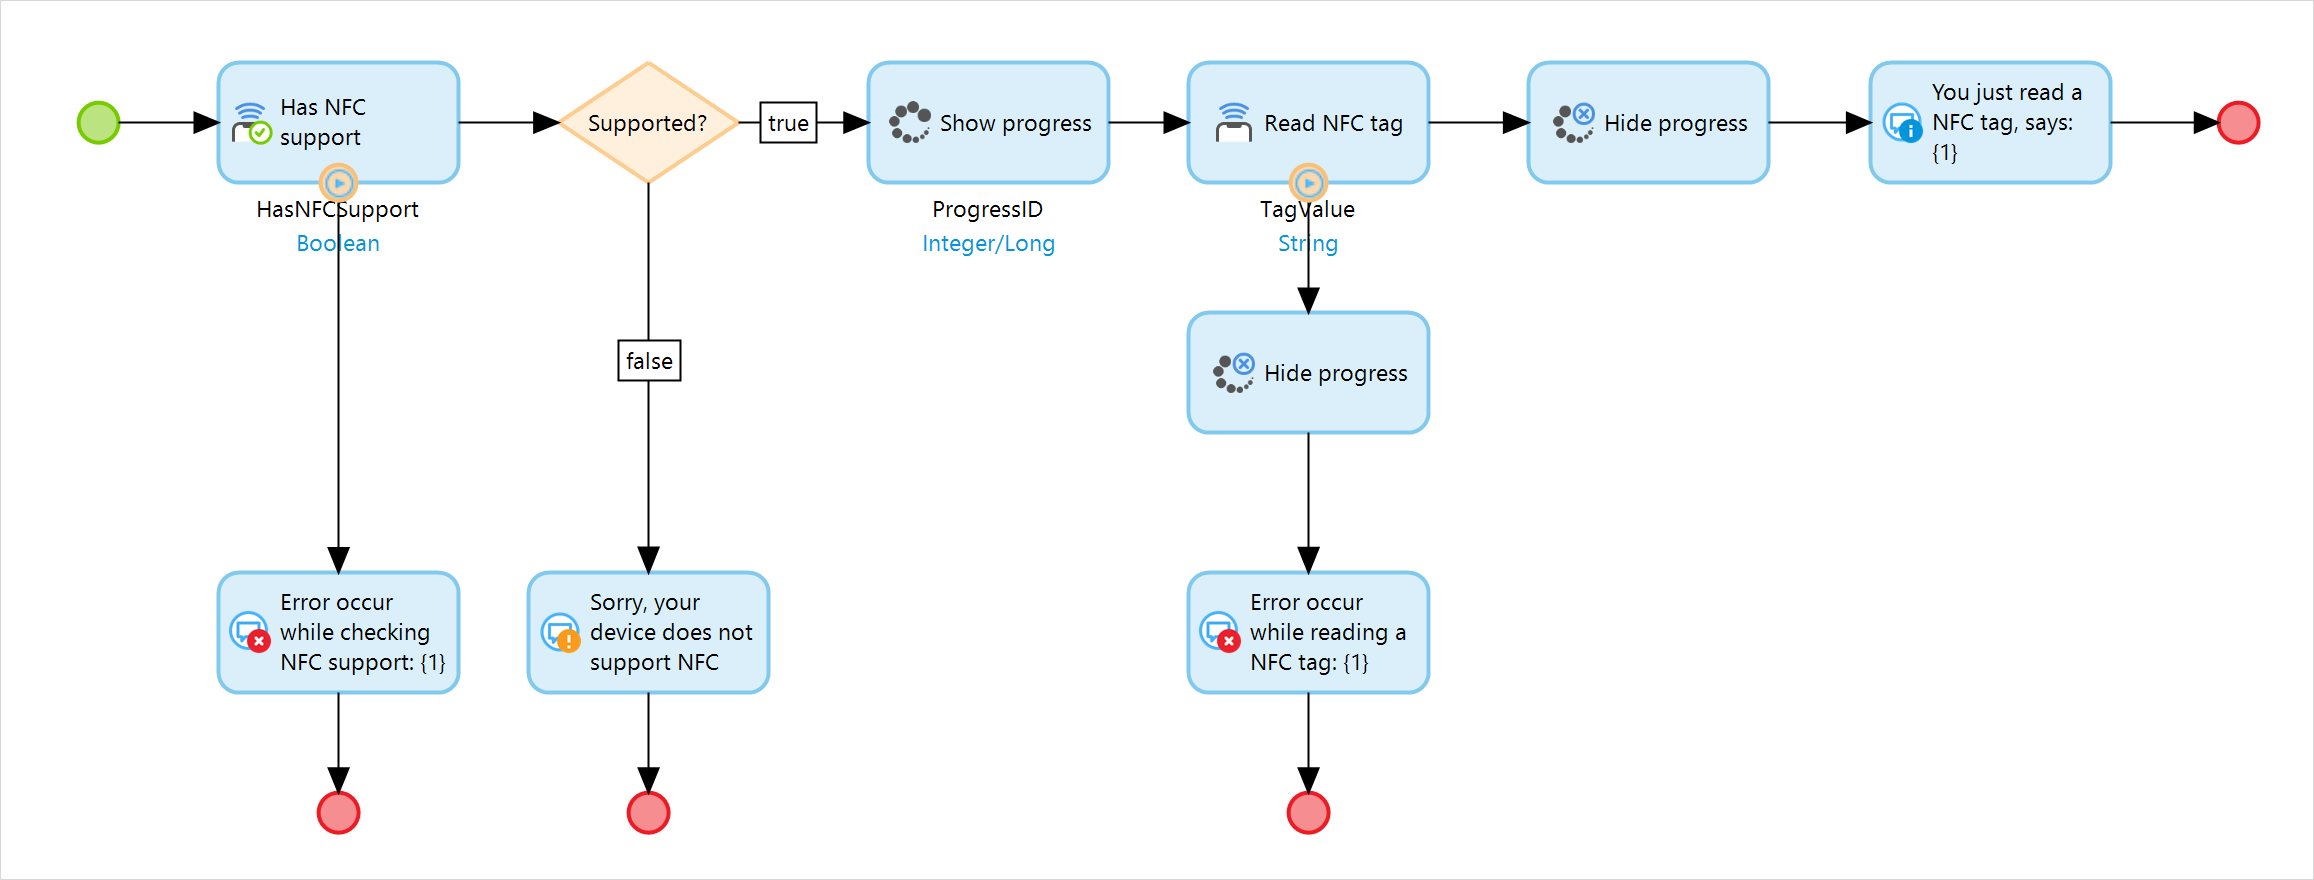 Has NFC
support
Supported?
true
Show progress
Read NFC tag
Hide progress
You just read a
NFC tag, says:
{1}
HasNFCSupport
Boolean
ProgressID
Integer/Long
TagValue
String
false
Hide progress
Error occur
while checking
NFC support: {1}
Sorry, your
device does not
support NFC
Error occur
while reading a
NFC tag: {1}